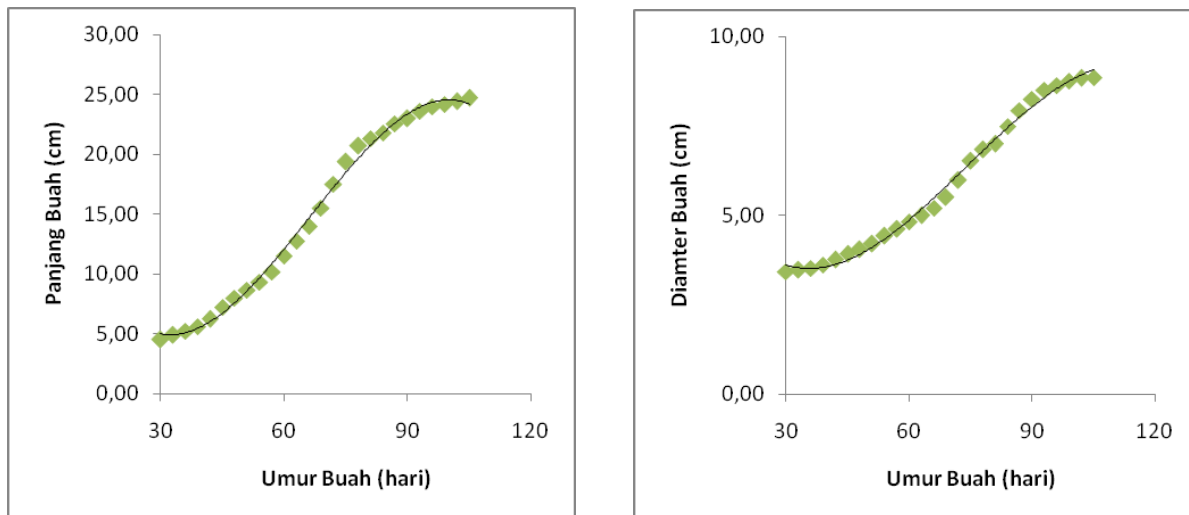 30,00
25,00
20,00
15,00
10,00
5,00
0,00
30 60 90 120
Panjang Buah (cm)
Umur Buah (hari)
10,00
5,00
0,00
30 60 90 120
Diamter Buah (cm)
Umur Buah (hari)